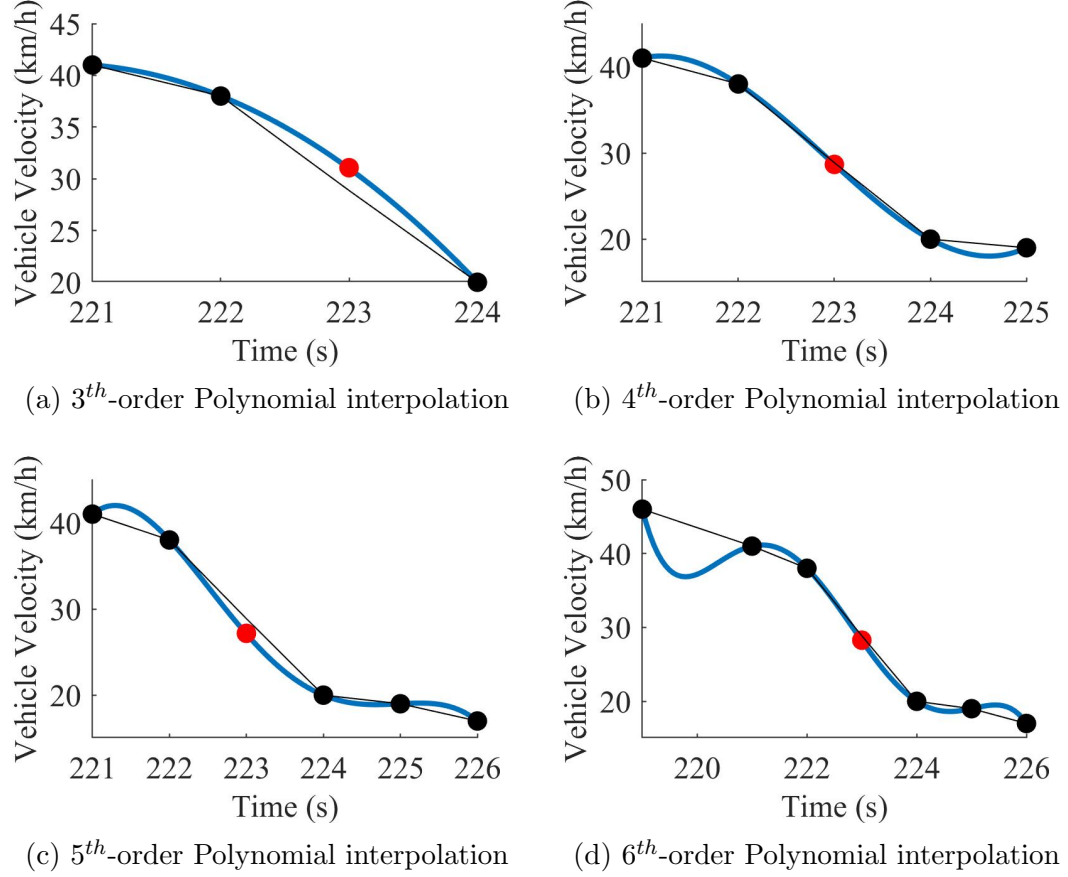 Vehicle Velocity (km/h)
45
40
35
30
25
20
221 222 223 224
Time (s)
(a) 3th-order Polynomial interpolation
Vehicle Velocity (km/h)
40
30
20
221 222 223 224 225
Time (s)
(b) 4th-order Polynomial interpolation
Vehicle Velocity (km/h)
40
30
20
221 222 223 224 225 226
Time (s)
(c) 5th-order Polynomial interpolation
Vehicle Velocity (km/h)
50
40
30
20
220 222 224 226
Time (s)
(d) 6th-order Polynomial interpolation